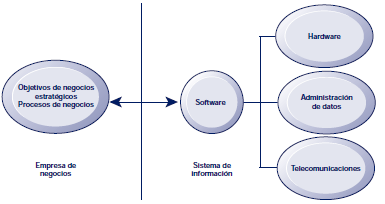 Objetivos de negocios
estratégicos
Procesos de negocios
Software
Hardware
Administración
de datos
Telecomunicaciones
Empresa de
negocios
Sistema de
información